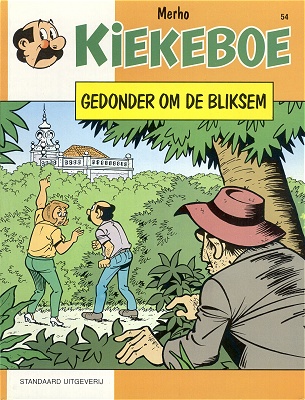 Merho
54
KiEKEBOE
GEDONDER OM DE BLIKSEM
STANDAARD UITGEVERIJ